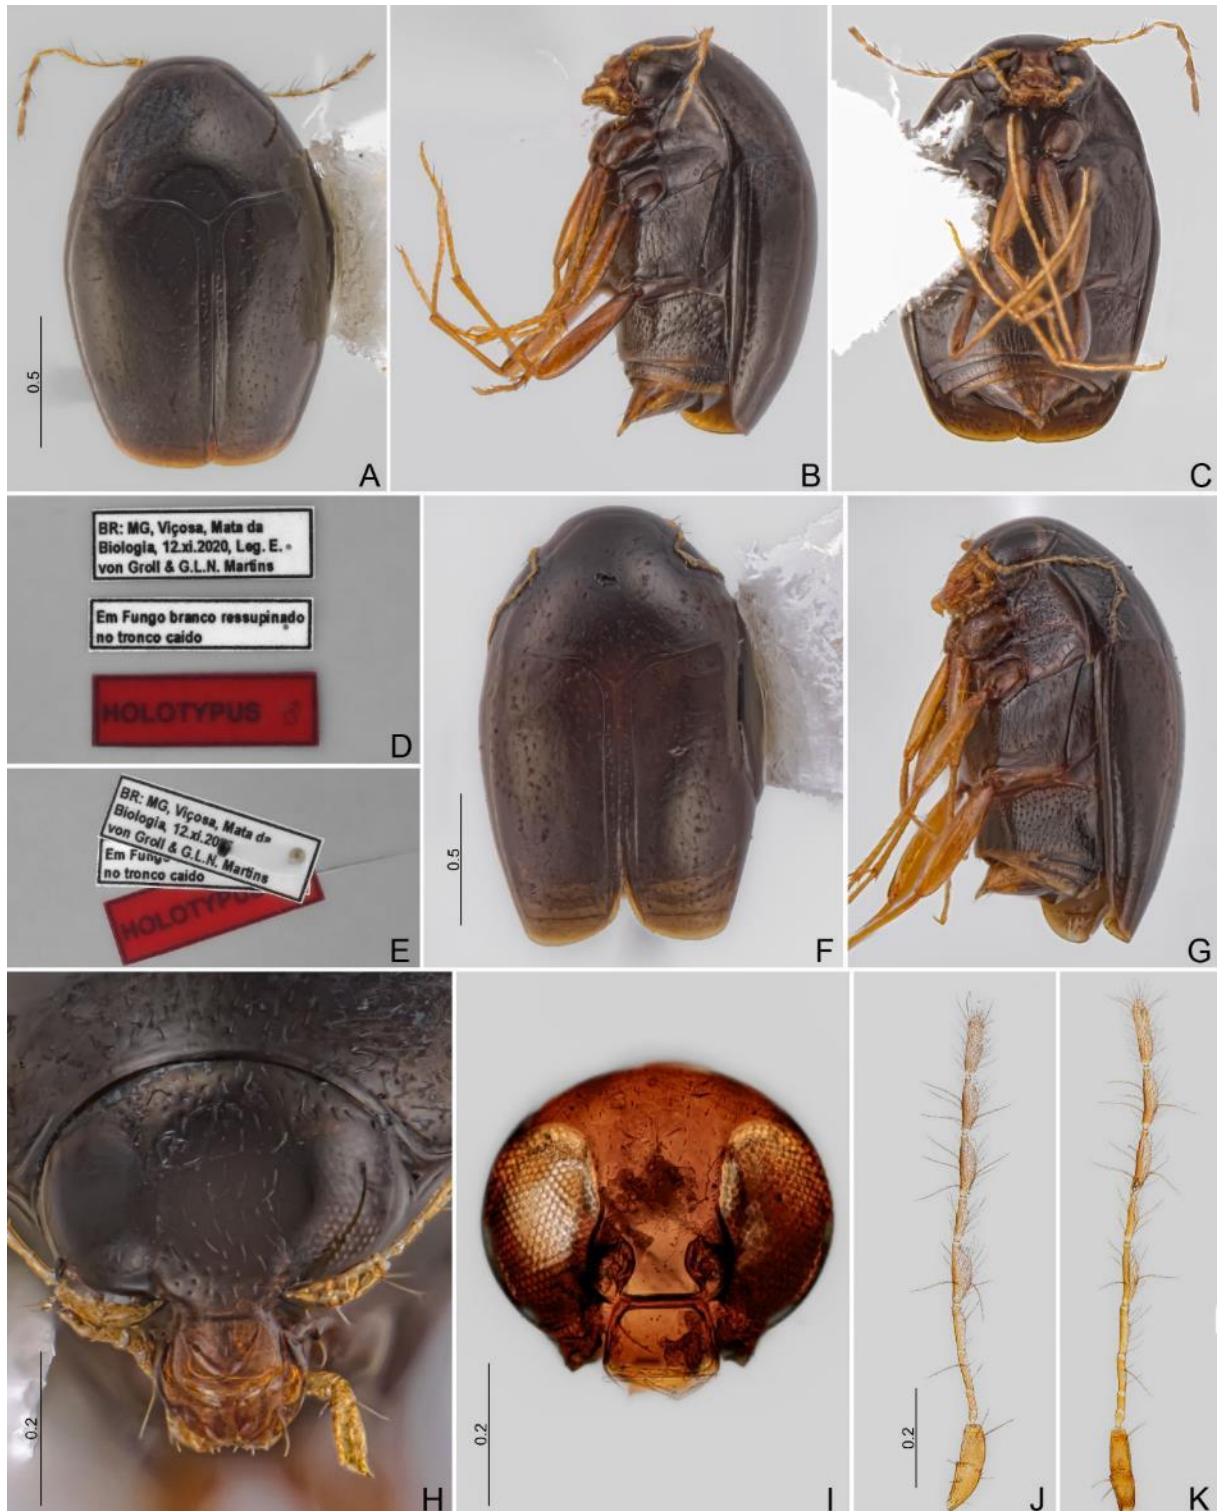 0.5
A
B
C
BR: MG, Viçosa, Mata da
Biologia, 12.xi.2020, Leg. E.
von Groll & G.L.N. Martins
Em Fungo branco ressupinado
no tronco caído
HOLOTYPUS ♂
D
BR: MG, Viçosa, Mata da
Biologia, 12.xi.20
von Groll & G.L.N. Martins
Em Fungo
no tronco caído
HOLOTYPUS
E
0.5
F
G
0.2
H
0.2
I
0.2
J
K